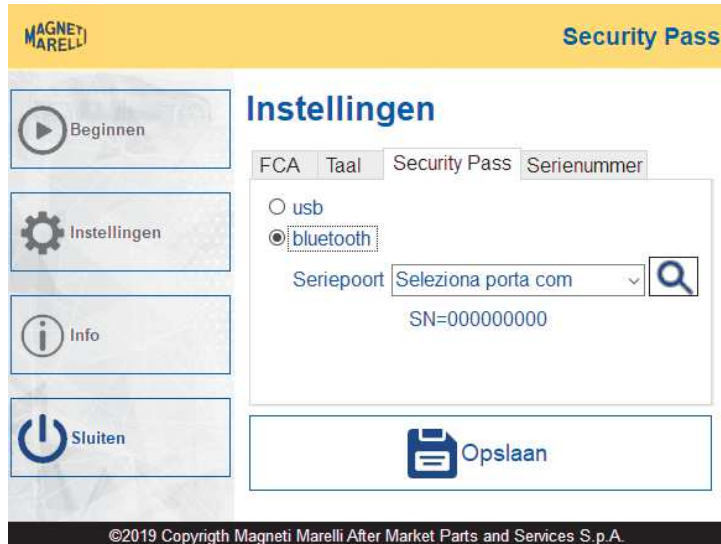 MAGNETI
MARELLI
Security Pass
Beginnen
Instellingen
Info
Sluiten
Instellingen
FCA Taal Security Pass Serienummer
usb
bluetooth
Seriepoort Seleziona porta com
SN=000000000
Opslaan
©2019 Copyrigth Magneti Marelli After Market Parts and Services S.p.A.